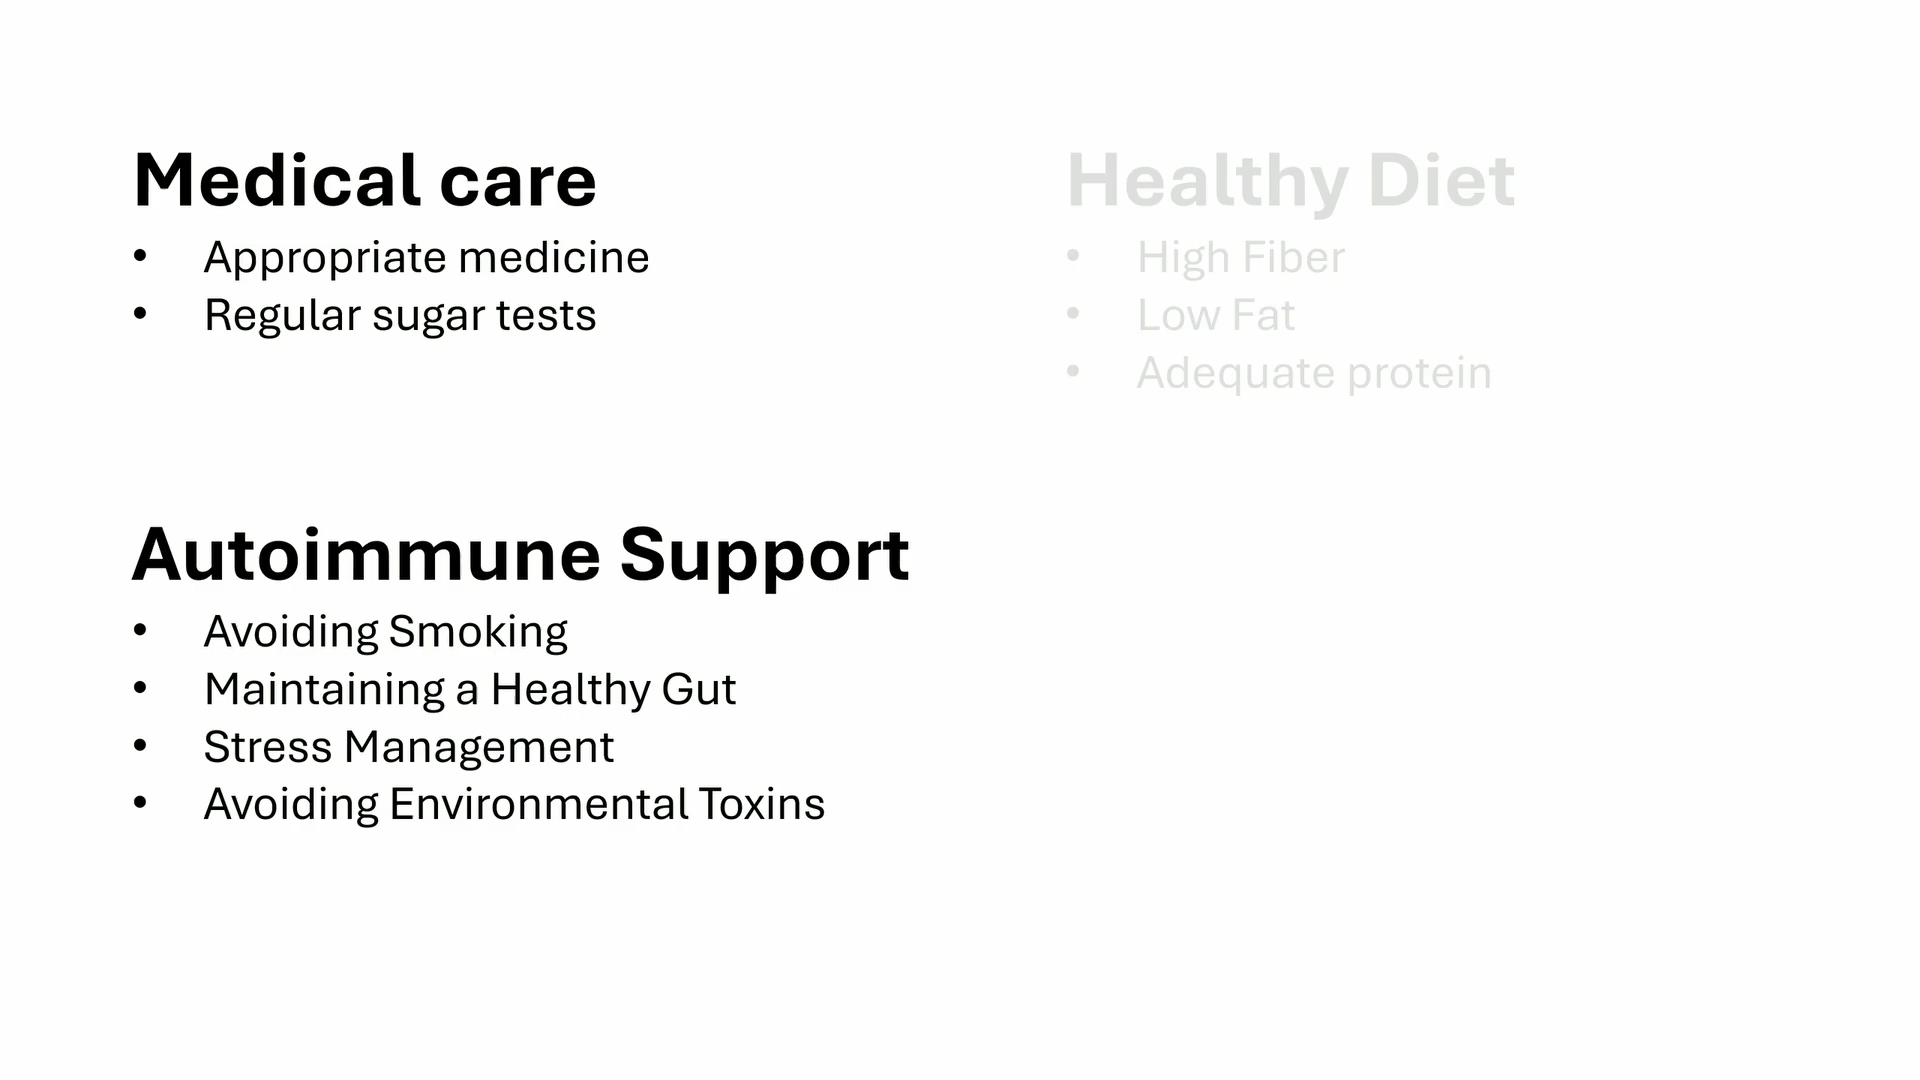 Medical care
• Appropriate medicine
• Regular sugar tests
Healthy Diet
• High Fiber
• Low Fat
• Adequate protein
Autoimmune Support
• Avoiding Smoking
• Maintaining a Healthy Gut
• Stress Management
• Avoiding Environmental Toxins